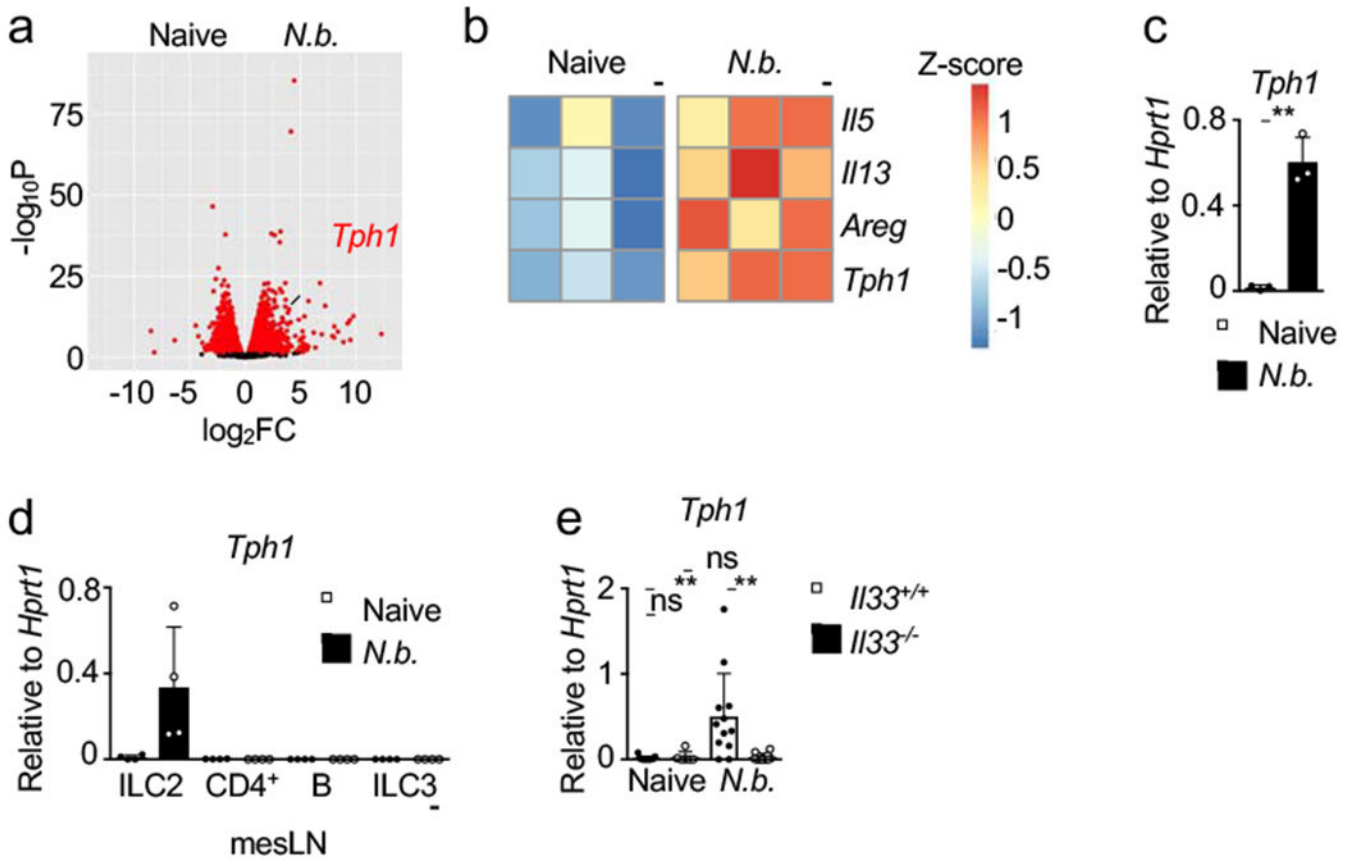 a
Naive N.b.
75
50
25
0
-log₁₀P
Tph1
-10 -5 0 5 10
log₂FC
b
Naive N.b.
- -
Il5
Il13
Areg
Tph1
Z-score
1
0.5
0
-0.5
-1
c
Tph1
**
0.8
0.4
0
Relative to Hprt1
Naive
N.b.
d
Tph1
0.8
0.4
0
Relative to Hprt1
Naive
N.b.
ILC2 CD4⁺ B ILC3
-
mesLN
e
Tph1
ns
ns ** **
2
1
0
Relative to Hprt1
Naive N.b.
Il33⁺/⁺
Il33⁻/⁻